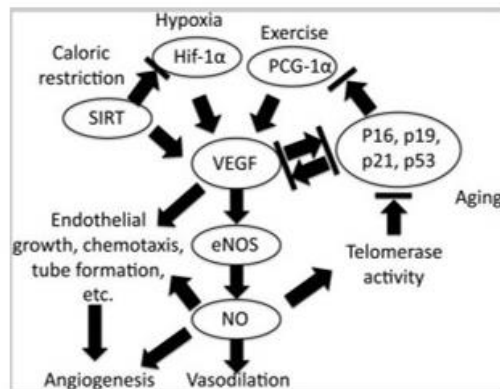 Hypoxia
Exercise
Caloric
restriction
Hif-1α
PCG-1α
SIRT
P16, p19,
p21, p53
VEGF
Aging
Endothelial
growth, chemotaxis,
tube formation,
etc.
eNOS
Telomerase
activity
NO
Angiogenesis
Vasodilation